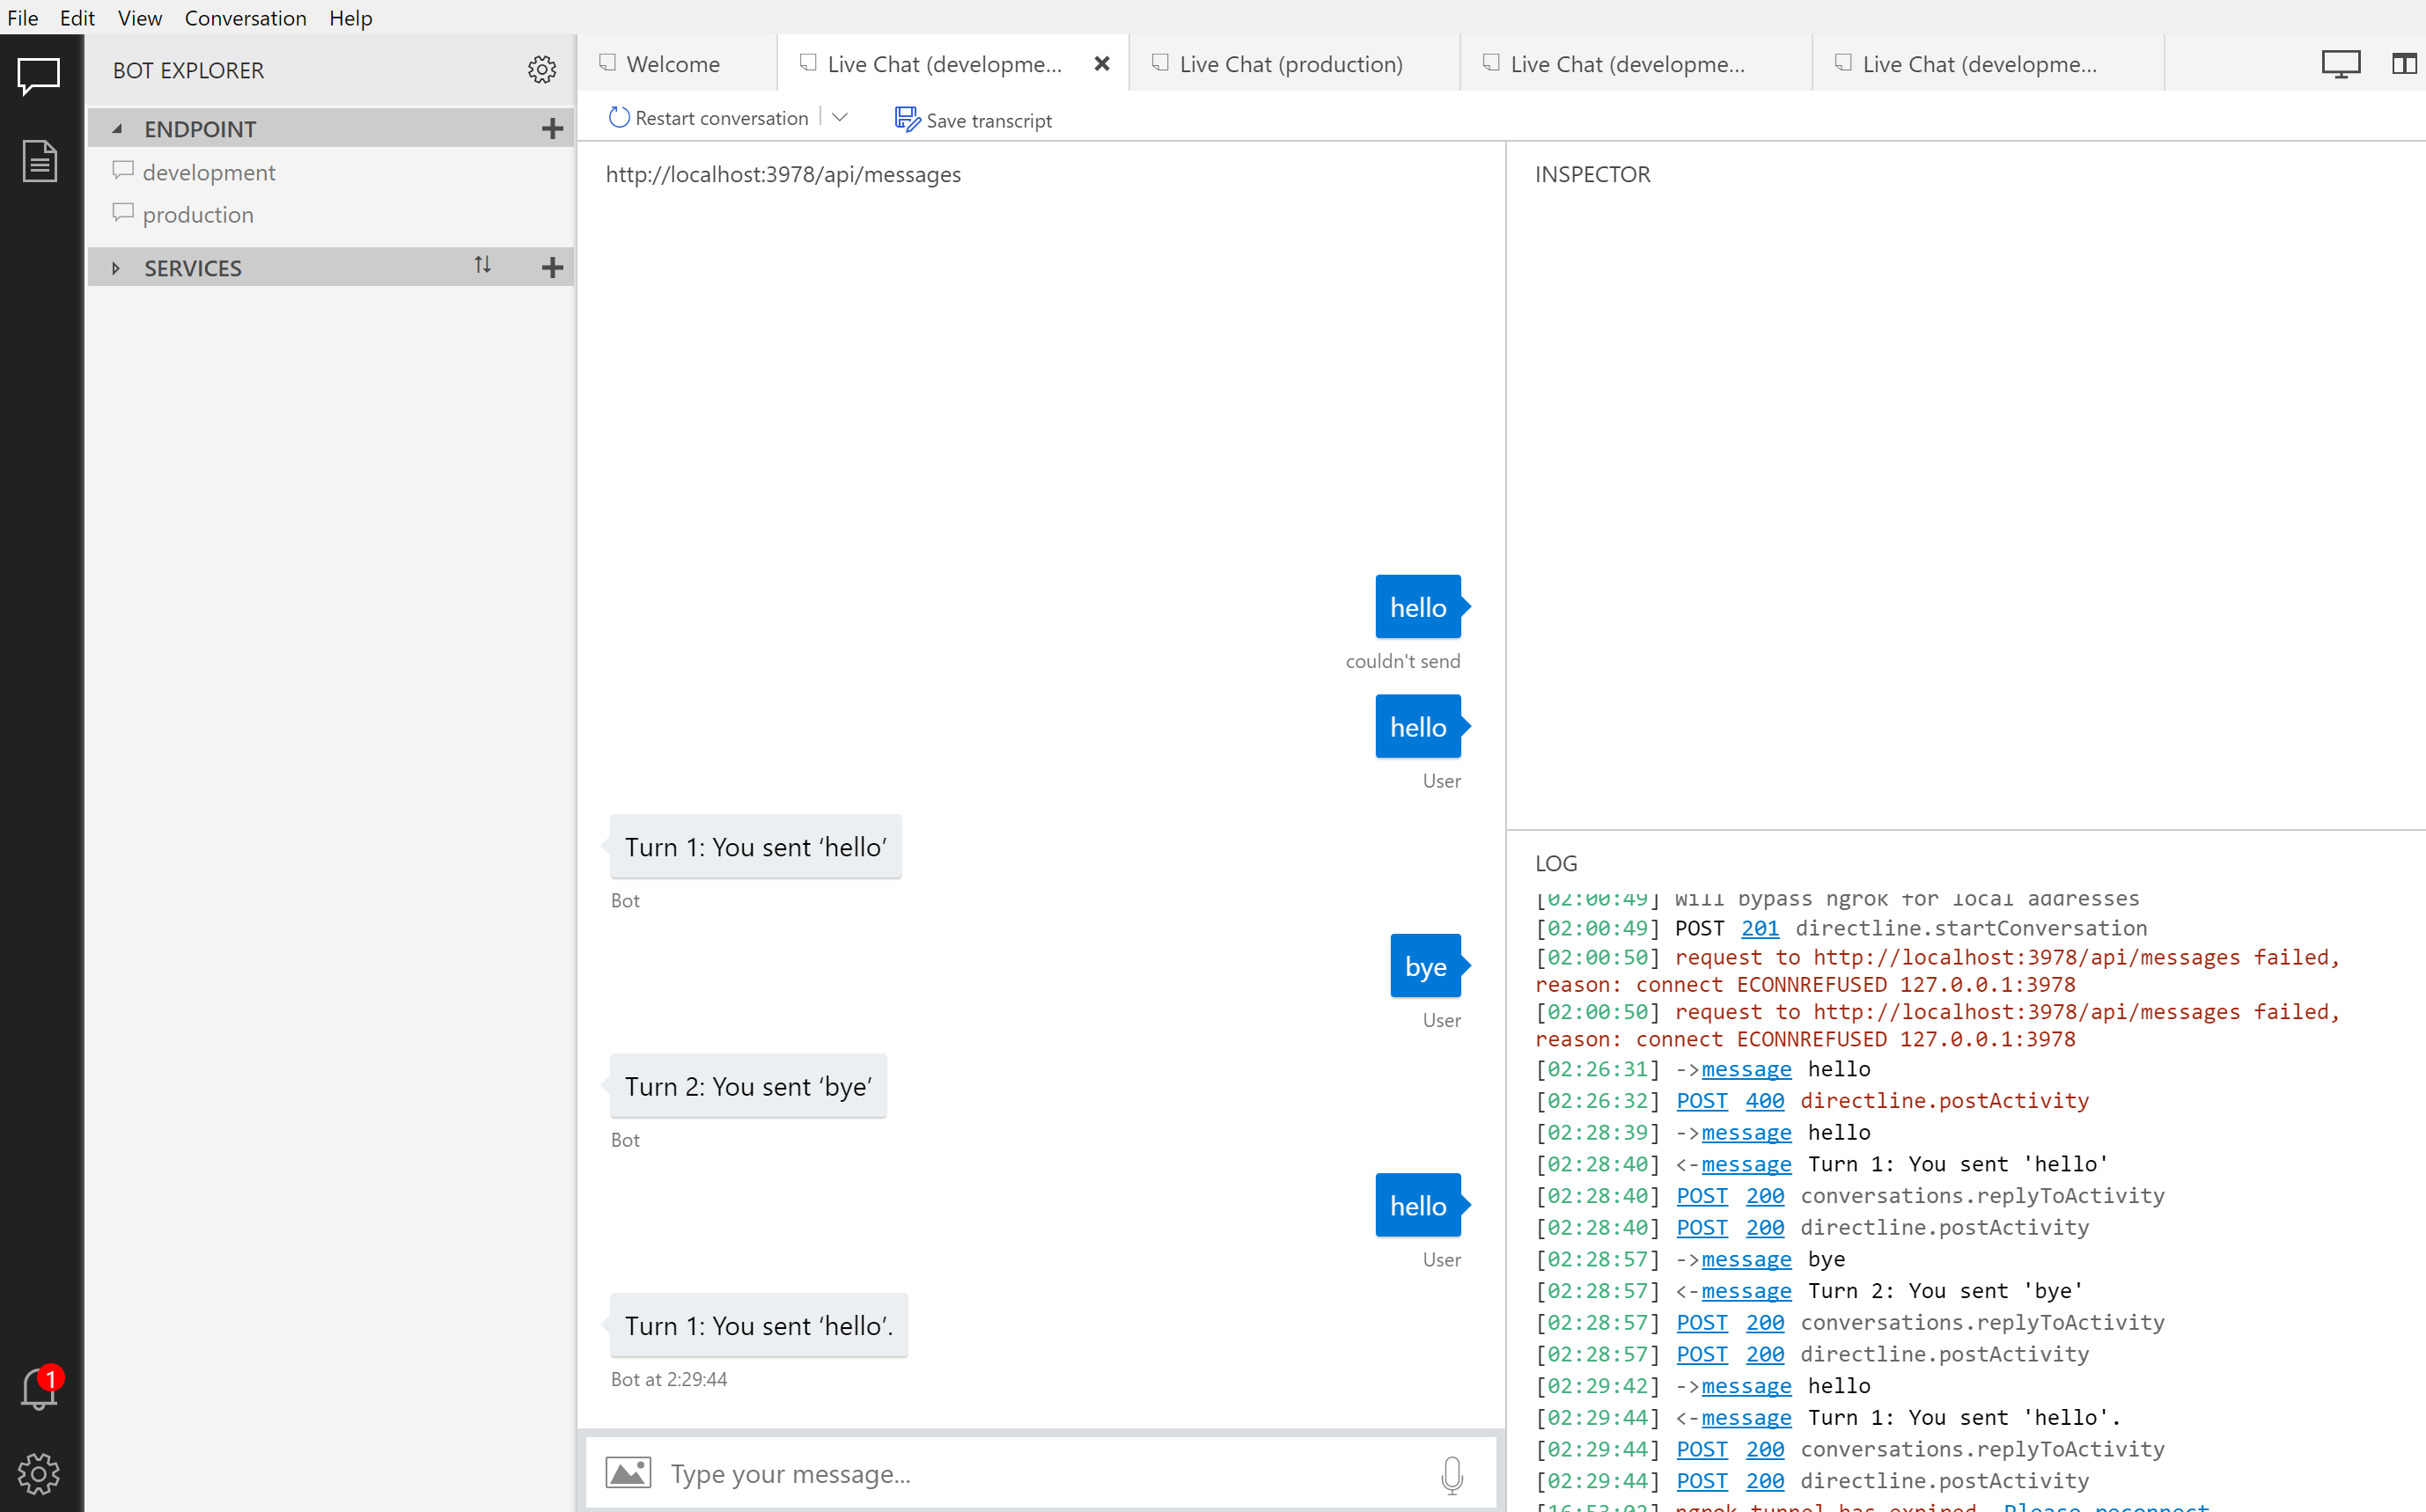 File Edit View Conversation Help
BOT EXPLORER
ENDPOINT
development
production
SERVICES
1
Welcome
Live Chat (developme...
Live Chat (production)
Live Chat (developme...
Live Chat (developme...
Restart conversation
Save transcript
http://localhost:3978/api/messages
hello
couldn't send
hello
User
Turn 1: You sent ‘hello’
Bot
bye
User
Turn 2: You sent ‘bye’
Bot
hello
User
Turn 1: You sent ‘hello’.
Bot at 2:29:44
Type your message...
INSPECTOR
LOG
[02:00:49] Will bypass ngrok for local addresses
[02:00:49] POST 201 directline.startConversation
[02:00:50] request to http://localhost:3978/api/messages failed,
reason: connect ECONNREFUSED 127.0.0.1:3978
[02:00:50] request to http://localhost:3978/api/messages failed,
reason: connect ECONNREFUSED 127.0.0.1:3978
[02:26:31] ->message hello
[02:26:32] POST 400 directline.postActivity
[02:28:39] ->message hello
[02:28:40] <-message Turn 1: You sent 'hello'
[02:28:40] POST 200 conversations.replyToActivity
[02:28:40] POST 200 directline.postActivity
[02:28:57] ->message bye
[02:28:57] <-message Turn 2: You sent 'bye'
[02:28:57] POST 200 conversations.replyToActivity
[02:28:57] POST 200 directline.postActivity
[02:29:42] ->message hello
[02:29:44] <-message Turn 1: You sent 'hello'.
[02:29:44] POST 200 conversations.replyToActivity
[02:29:44] POST 200 directline.postActivity
[16:53:02] ngrok tunnel has expired. Please reconnect